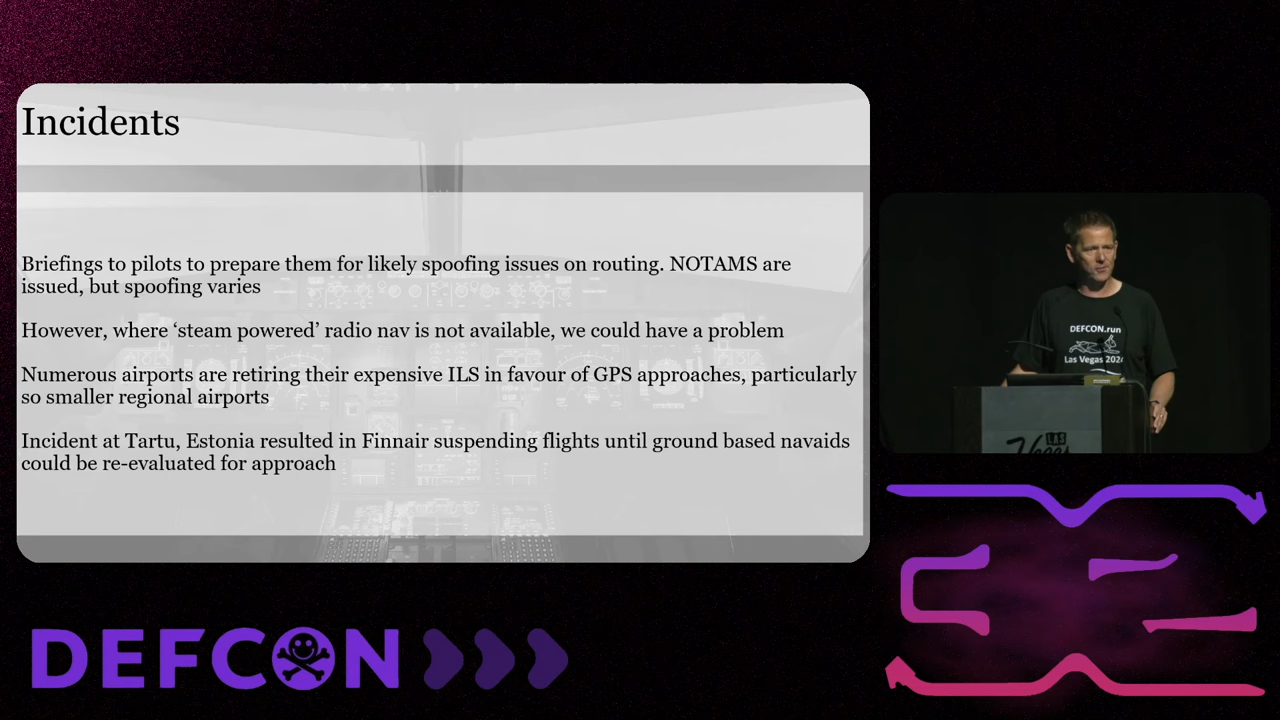 Incidents
Briefings to pilots to prepare them for likely spoofing issues on routing. NOTAMS are
issued, but spoofing varies
However, where ‘steam powered’ radio nav is not available, we could have a problem
Numerous airports are retiring their expensive ILS in favour of GPS approaches, particularly
so smaller regional airports
Incident at Tartu, Estonia resulted in Finnair suspending flights until ground based navaids
could be re-evaluated for approach
DEFCON.run
Las Vegas 2024
LAS
Vegas
DEFCON